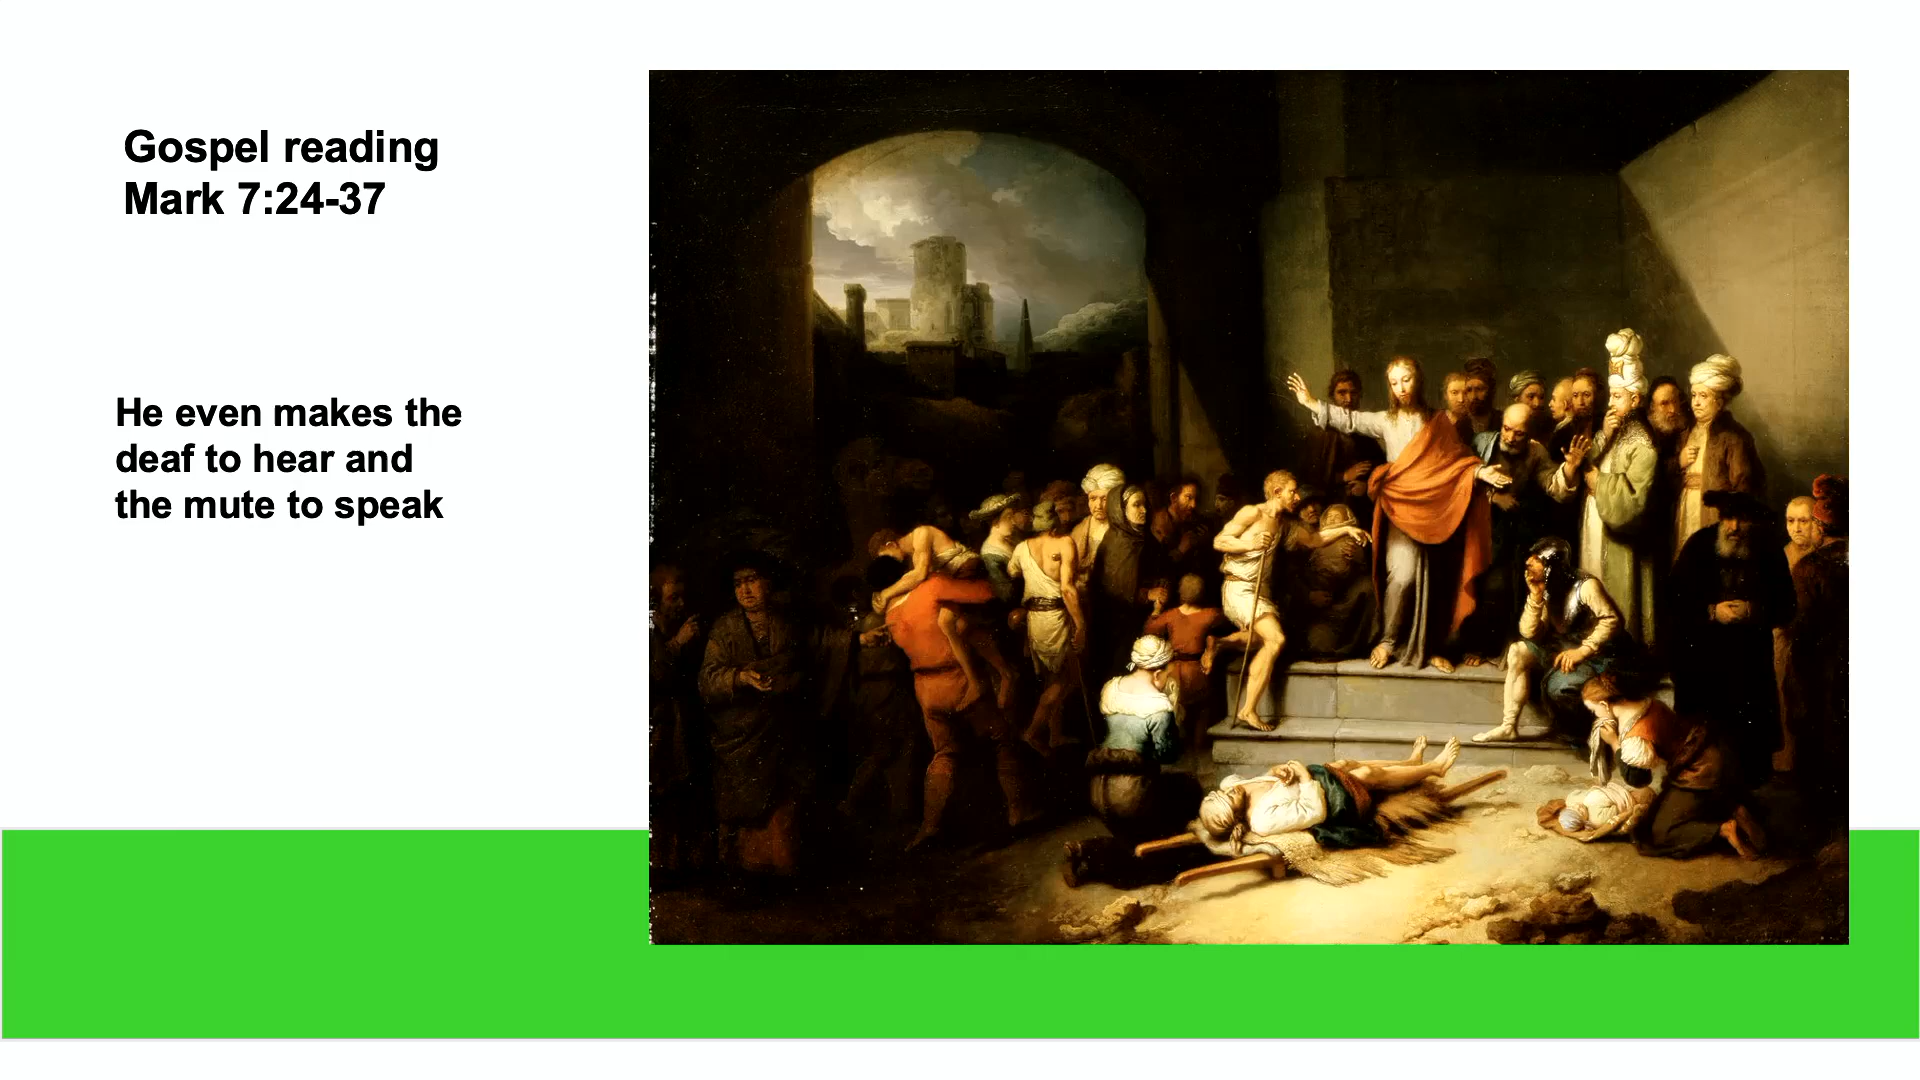 Gospel reading
Mark 7:24-37
He even makes the
deaf to hear and
the mute to speak